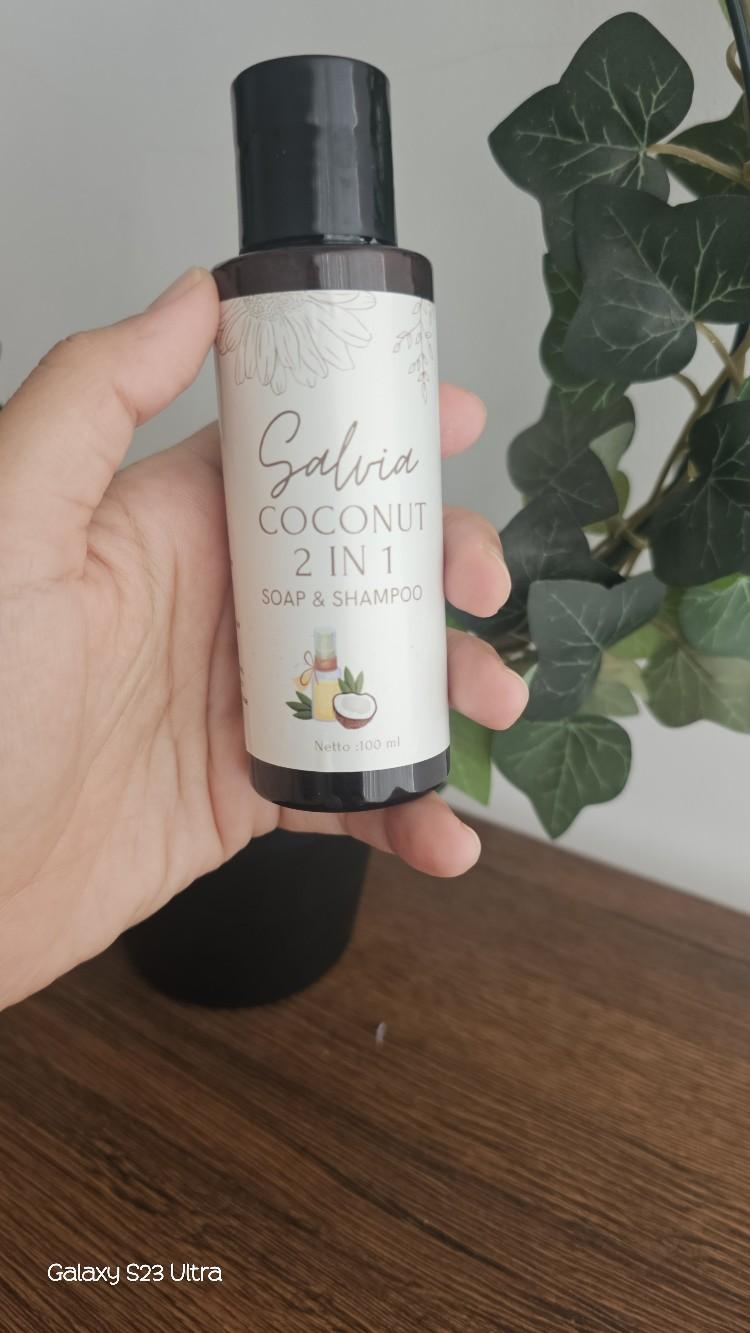 Salvia
COCONUT
2 IN 1
SOAP & SHAMPOO
Netto :100 ml
Galaxy S23 Ultra